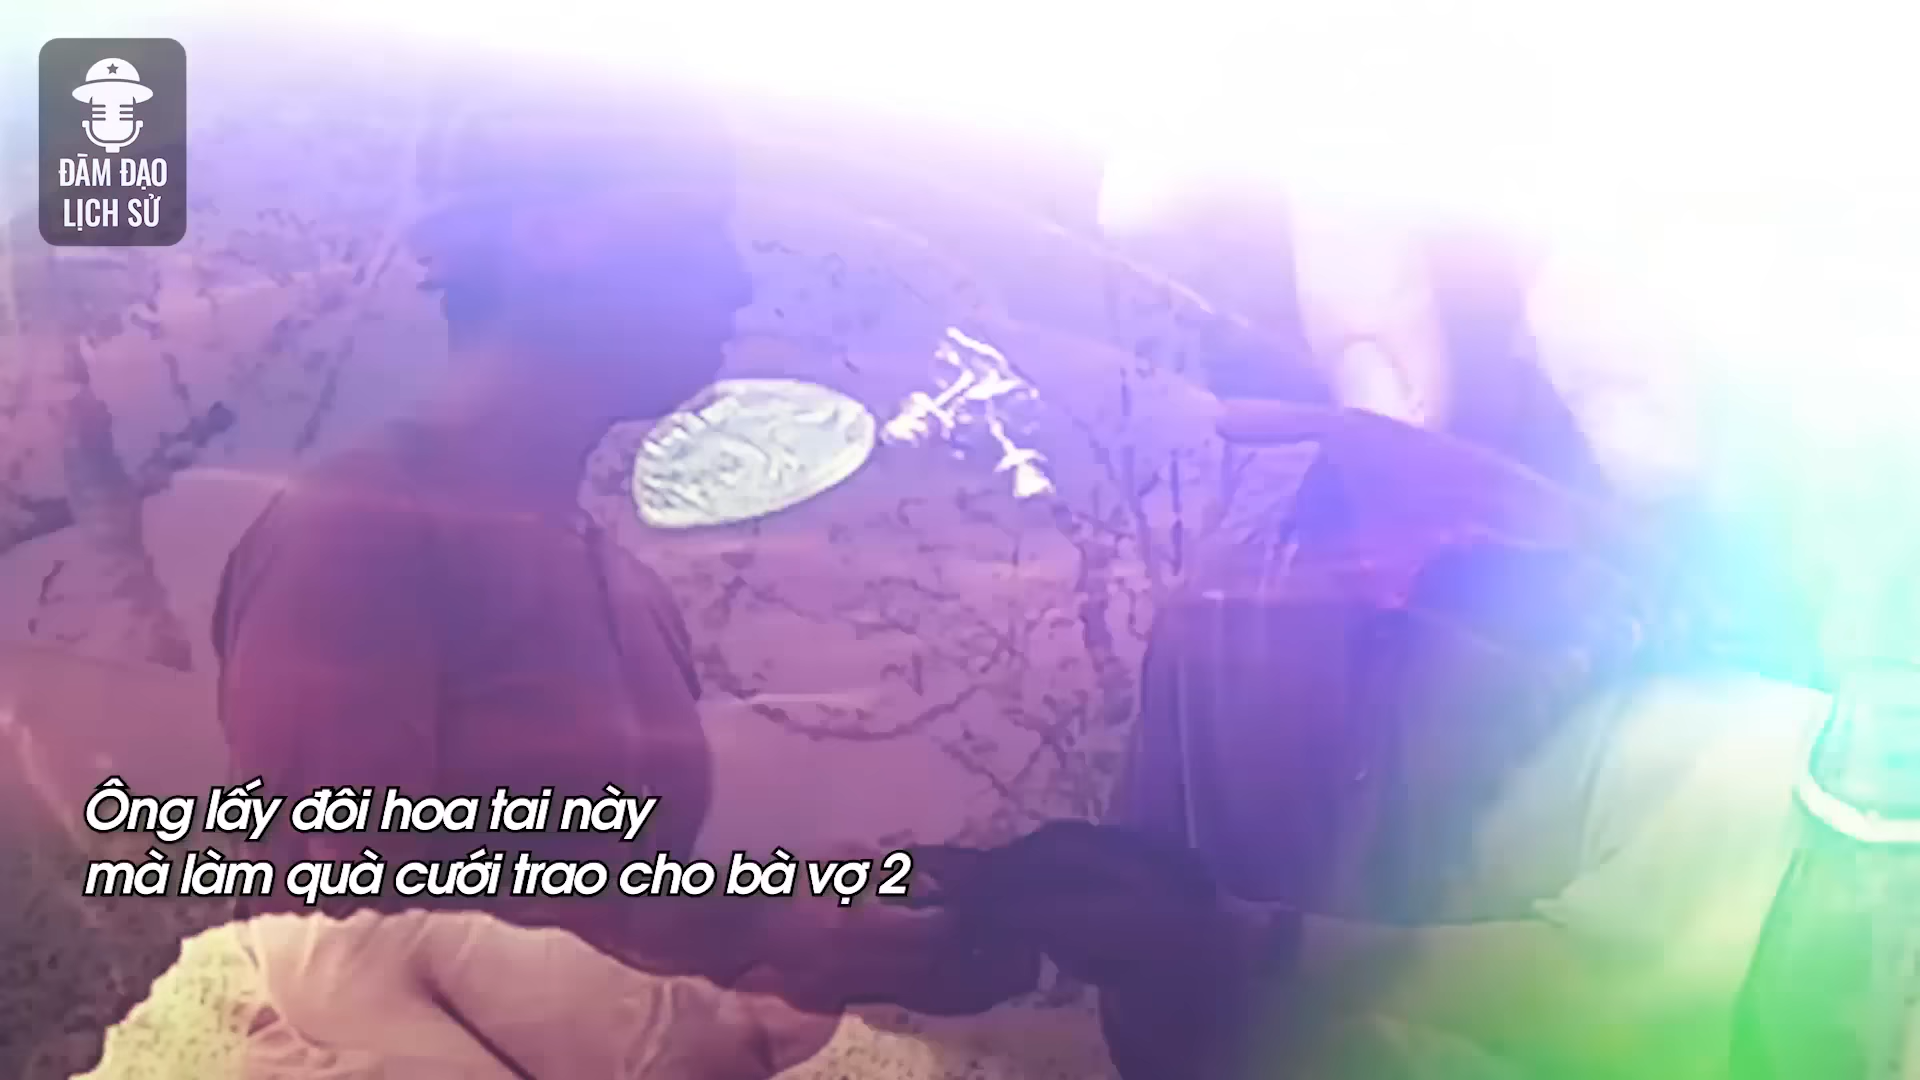 ĐÀM ĐẠO
LỊCH SỬ
Ông lấy đôi hoa tai này
mà làm quà cưới trao cho bà vợ 2